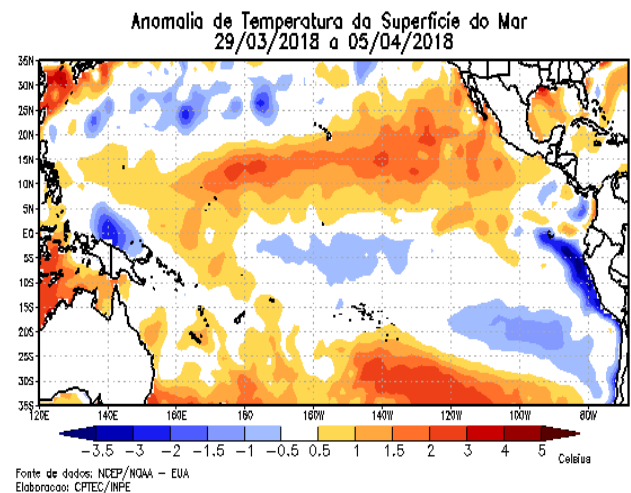 Anomalia de Temperatura da Superficie do Mar
29/03/2018 a 05/04/2018
35N
30N
25N
20N
15N
10N
5N
EQ
5S
10S
15S
20S
25S
30S
35S
120E 140E 160E 180 160W 140W 120W 100W 80W
-3.5 -3 -2 -1.5 -1 -0.5 0.5 1 1.5 2 3 4 5
Celsius
Fonte de dados: NCEP/NOAA - EUA
Elaboracao: CPTEC/INPE